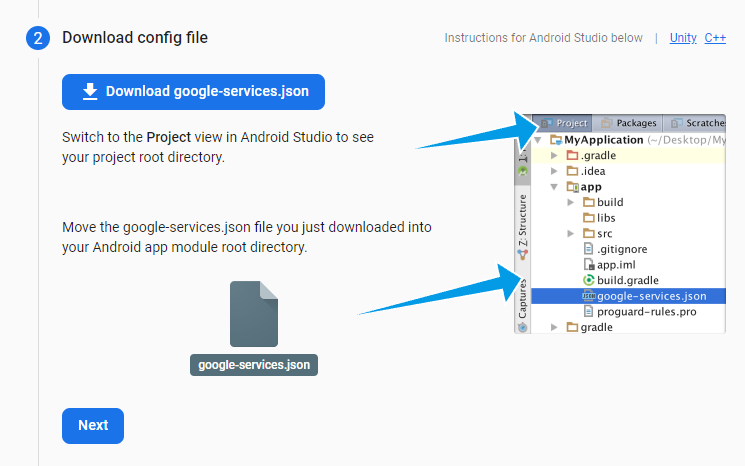 2 Download config file
Instructions for Android Studio below | Unity C++
Download google-services.json
Switch to the Project view in Android Studio to see
your project root directory.
Move the google-services.json file you just downloaded into
your Android app module root directory.
google-services.json
Next
Project Packages Scratche
MyApplication (~/Desktop/My
.gradle
.idea
app
build
libs
src
.gitignore
app.iml
build.gradle
google-services.json
proguard-rules.pro
gradle
Z: Structure
Captures